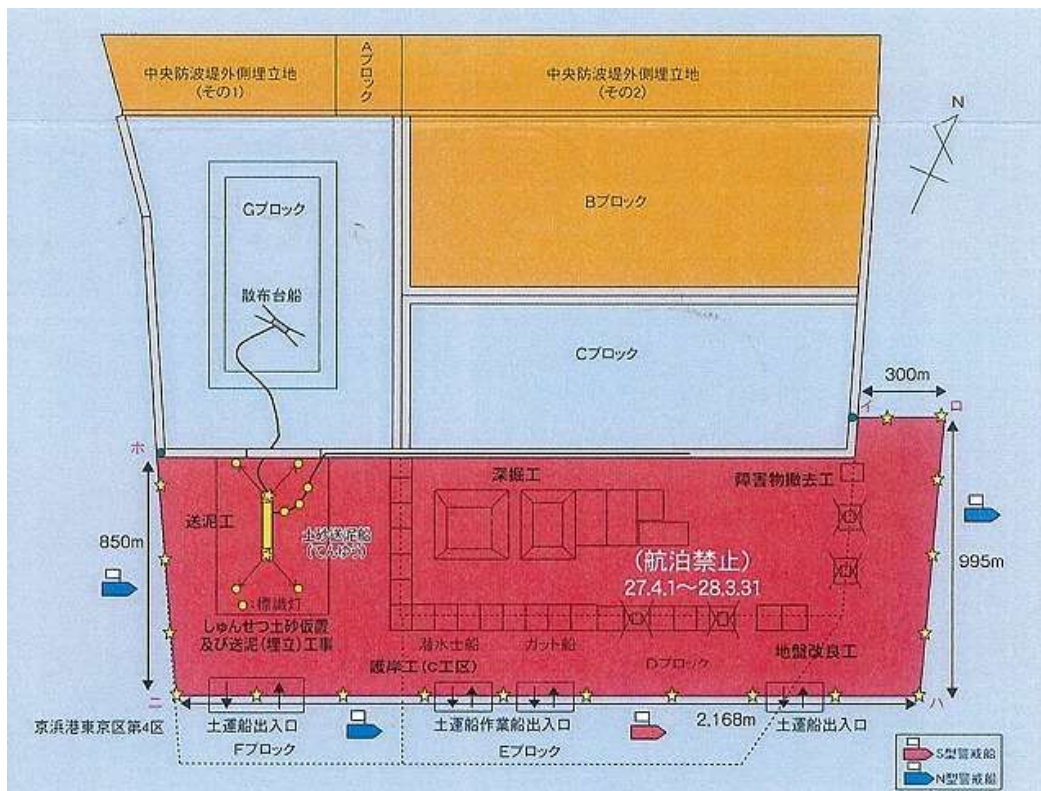 中央防波堤外側埋立地
(その1)
Aブロック
中央防波堤外側埋立地
(その2)
N
Gブロック
Bブロック
散布台船
Cブロック
300m
イ
ロ
ホ
深掘工
障害物撤去工
送泥工
土砂送泥船
(てんゆう)
850m
(航泊禁止)
27.4.1～28.3.31
995m
標識灯
しゅんせつ土砂仮置
及び送泥(埋立)工事
潜水士船
ガット船
Dブロック
地盤改良工
護岸工(C工区)
ニ
ハ
京浜港東京区第4区
土運船出入口
土運船作業船出入口
2,168m
土運船出入口
Fブロック
Eブロック
S型警戒船
N型警戒船